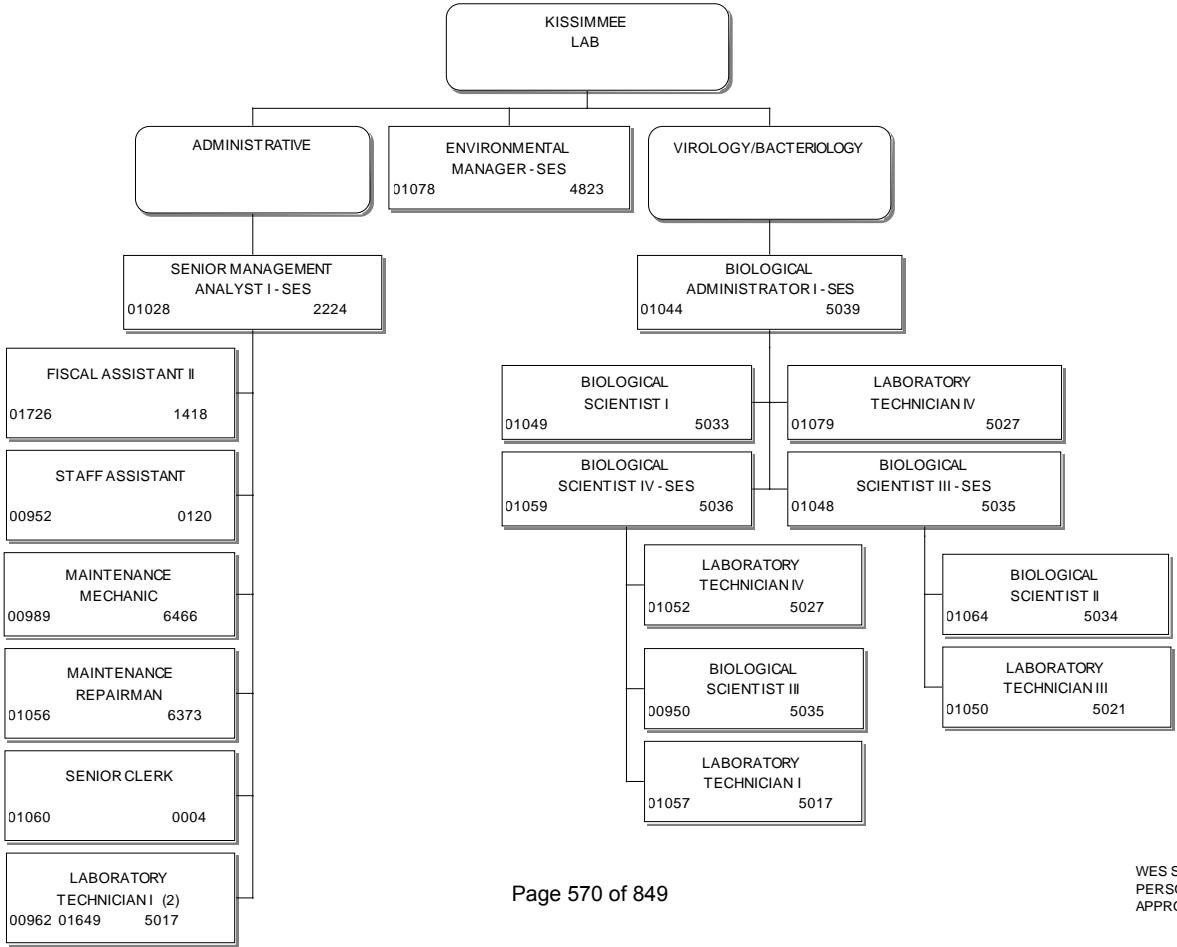 KISSIMMEE
LAB
ADMINISTRATIVE
ENVIRONMENTAL
MANAGER - SES
01078 4823
VIROLOGY/BACTERIOLOGY
SENIOR MANAGEMENT
ANALYST I - SES
01028 2224
FISCAL ASSISTANT II
01726 1418
STAFF ASSISTANT
00952 0120
MAINTENANCE
MECHANIC
00989 6466
MAINTENANCE
REPAIRMAN
01056 6373
SENIOR CLERK
01060 0004
LABORATORY
TECHNICIAN I (2)
00962 01649 5017
BIOLOGICAL
ADMINISTRATOR I - SES
01044 5039
BIOLOGICAL
SCIENTIST I
01049 5033
LABORATORY
TECHNICIAN IV
01079 5027
BIOLOGICAL
SCIENTIST IV - SES
01059 5036
BIOLOGICAL
SCIENTIST III - SES
01048 5035
LABORATORY
TECHNICIAN IV
01052 5027
BIOLOGICAL
SCIENTIST III
00950 5035
LABORATORY
TECHNICIAN I
01057 5017
BIOLOGICAL
SCIENTIST II
01064 5034
LABORATORY
TECHNICIAN III
01050 5021
Page 570 of 849
WES S
PERSO
APPRO